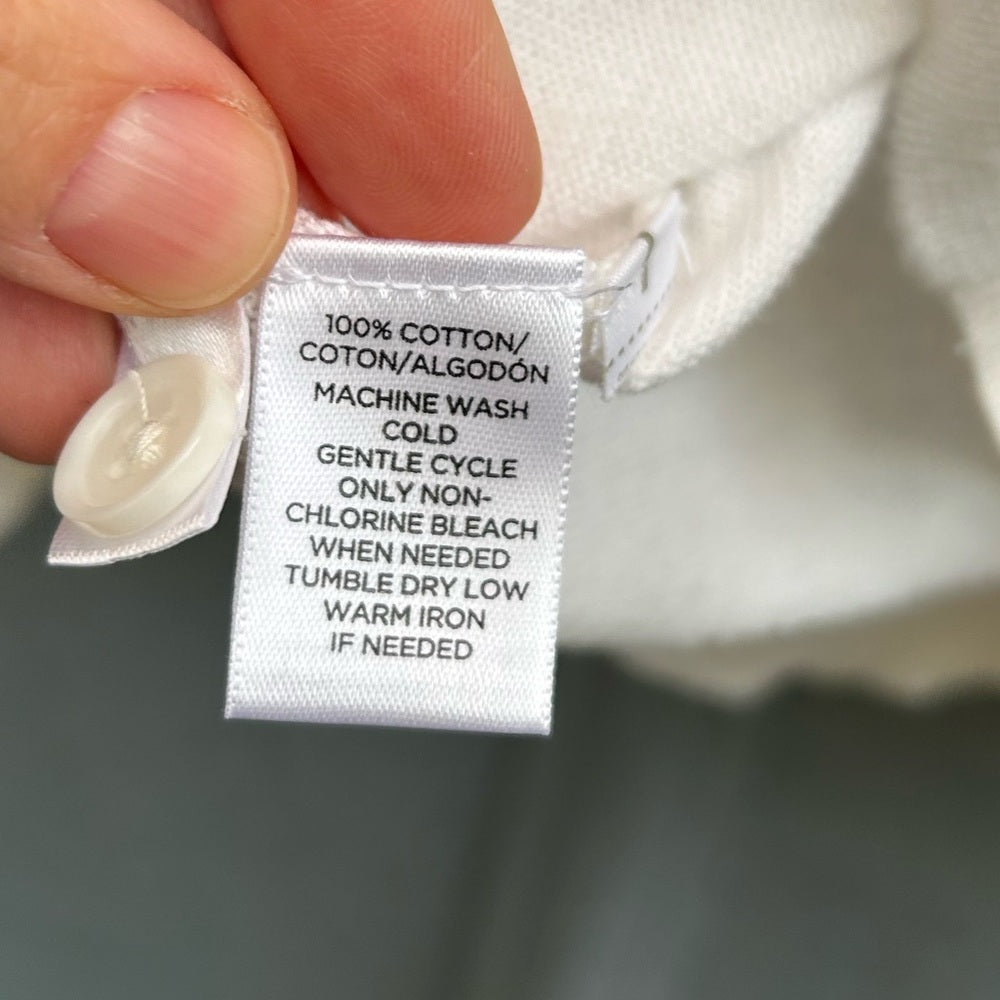 100% COTTON/
COTON/ALGODÓN
MACHINE WASH
COLD
GENTLE CYCLE
ONLY NON-
CHLORINE BLEACH
WHEN NEEDED
TUMBLE DRY LOW
WARM IRON
IF NEEDED